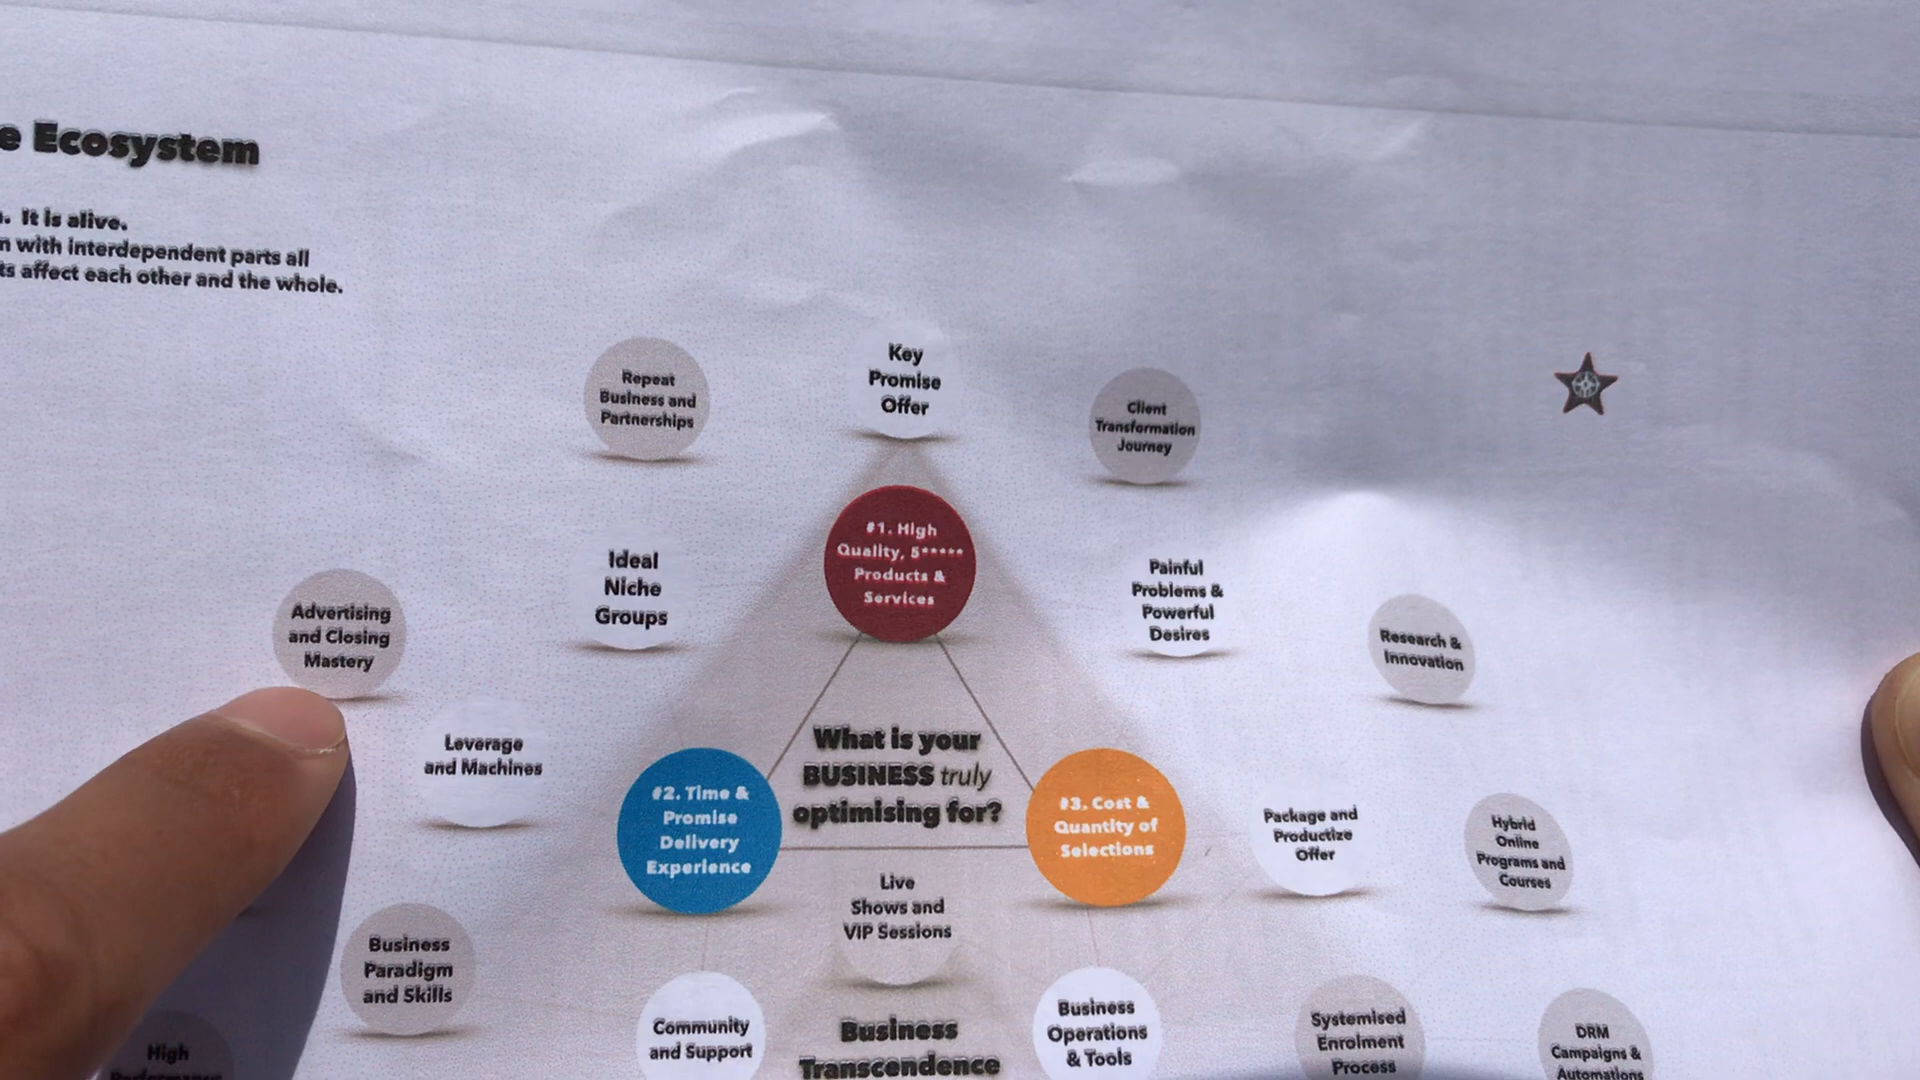 e Ecosystem
. It is alive.
n with interdependent parts all
ts affect each other and the whole.
Repeat
Business and
Partnerships
Key
Promise
Offer
Client
Transformation
Journey
#1. High
Quality, 5*****
Products &
Services
Ideal
Niche
Groups
Painful
Problems &
Powerful
Desires
Advertising
and Closing
Mastery
Research &
Innovation
Leverage
and Machines
What is your
BUSINESS truly
optimising for?
#2. Time &
Promise
Delivery
Experience
#3. Cost &
Quantity of
Selections
Package and
Productize
Offer
Hybrid
Online
Programs and
Courses
Live
Shows and
VIP Sessions
Business
Paradigm
and Skills
Community
and Support
Business
Transcendence
Business
Operations
& Tools
Systemised
Enrolment
Process
DRM
Campaigns &
Automations
High
Performance